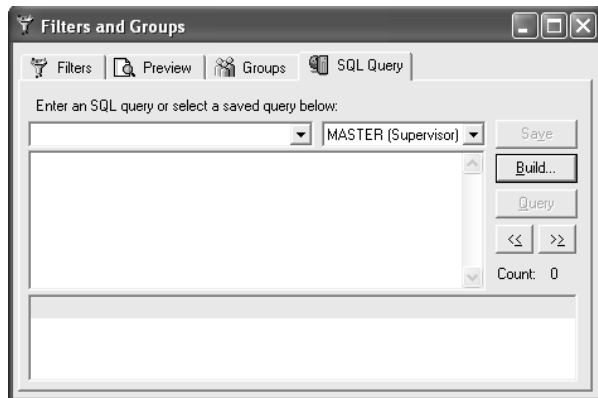 Filters and Groups
Filters Preview Groups SQL Query
Enter an SQL query or select a saved query below:
MASTER (Supervisor) Save
Build...
Query
<< >>
Count: 0